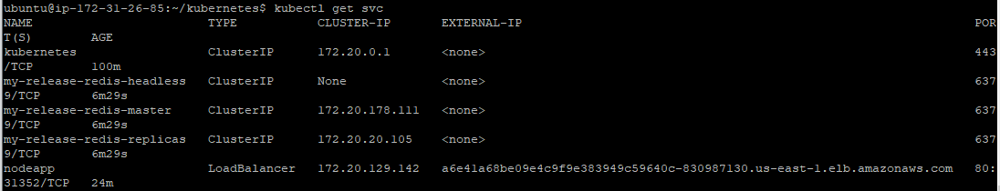 ubuntu@ip-172-31-26-85:~/kubernetes$ kubectl get svc
NAME                        TYPE           CLUSTER-IP       EXTERNAL-IP                                                              POR
T(S)        AGE
kubernetes                  ClusterIP      172.20.0.1       <none>                                                                   443
/TCP        100m
my-release-redis-headless   ClusterIP      None             <none>                                                                   637
9/TCP       6m29s
my-release-redis-master     ClusterIP      172.20.178.111   <none>                                                                   637
9/TCP       6m29s
my-release-redis-replicas   ClusterIP      172.20.20.105    <none>                                                                   637
9/TCP       6m29s
nodeapp                     LoadBalancer   172.20.129.142   a6e41a68be09e4c9f9e383949c59640c-830987130.us-east-1.elb.amazonaws.com   80:
31352/TCP   24m